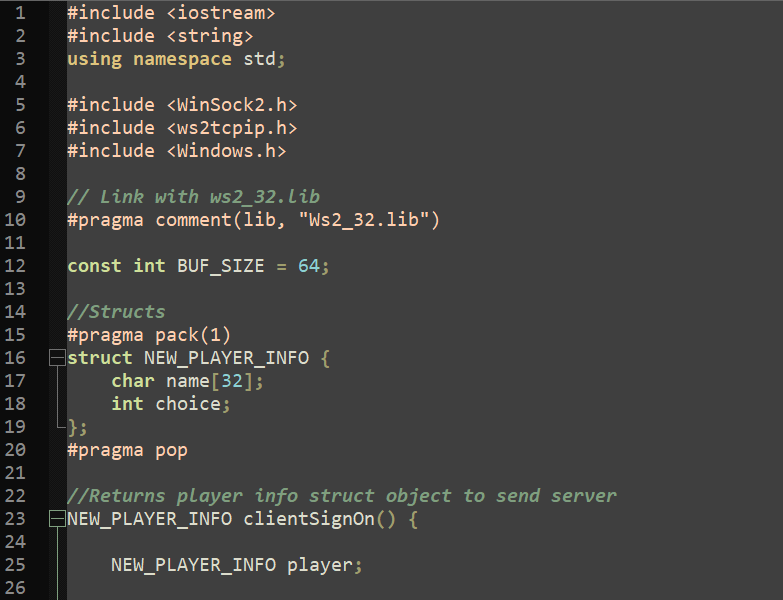 1 #include <iostream>
2 #include <string>
3 using namespace std;
4
5 #include <WinSock2.h>
6 #include <ws2tcpip.h>
7 #include <Windows.h>
8
9 // Link with ws2_32.lib
10 #pragma comment(lib, "Ws2_32.lib")
11
12 const int BUF_SIZE = 64;
13
14 //Structs
15 #pragma pack(1)
16 struct NEW_PLAYER_INFO {
17     char name[32];
18     int choice;
19 };
20 #pragma pop
21
22 //Returns player info struct object to send server
23 NEW_PLAYER_INFO clientSignOn() {
24
25     NEW_PLAYER_INFO player;
26